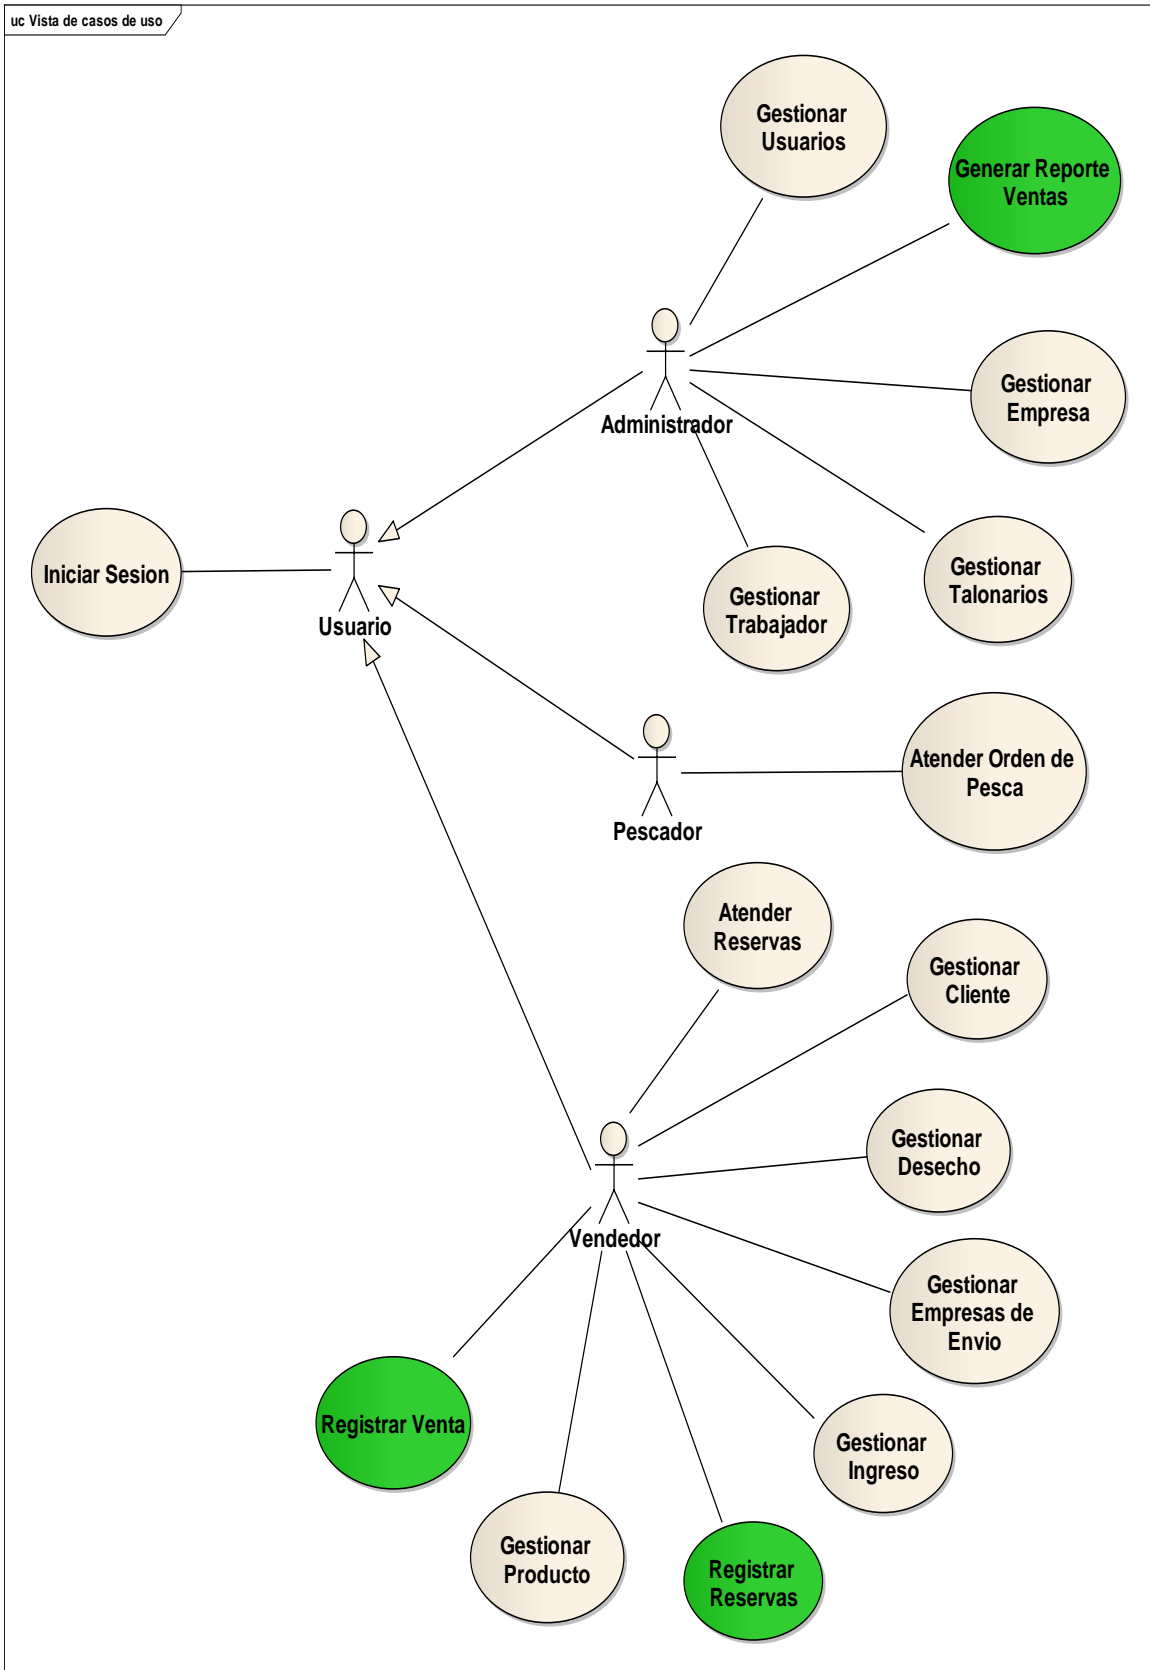 uc Vista de casos de uso
Gestionar
Usuarios
Generar Reporte
Ventas
Gestionar
Empresa
Administrador
Gestionar
Talonarios
Gestionar
Trabajador
Iniciar Sesion
Usuario
Atender Orden de
Pesca
Pescador
Atender
Reservas
Gestionar
Cliente
Gestionar
Desecho
Vendedor
Gestionar
Empresas de
Envio
Registrar Venta
Gestionar
Ingreso
Gestionar
Producto
Registrar
Reservas